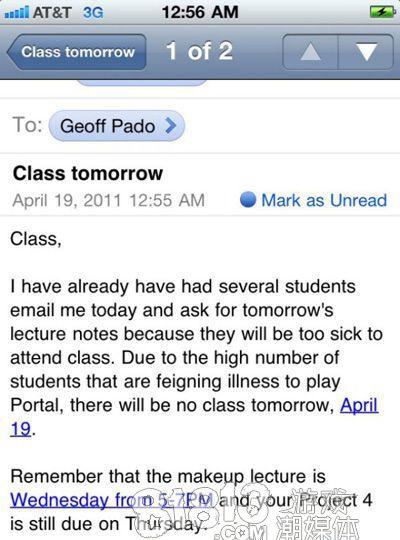 AT&T 3G 12:56 AM
Class tomorrow 1 of 2
To: Geoff Pado
Class tomorrow
April 19, 2011 12:55 AM Mark as Unread
Class,
I have already have had several students
email me today and ask for tomorrow's
lecture notes because they will be too sick to
attend class. Due to the high number of
students that are feigning illness to play
Portal, there will be no class tomorrow, April
19.
Remember that the makeup lecture is
Wednesday from 5-7PM and your Project 4
is still due on Thursday.
81813 游戏
潮媒体